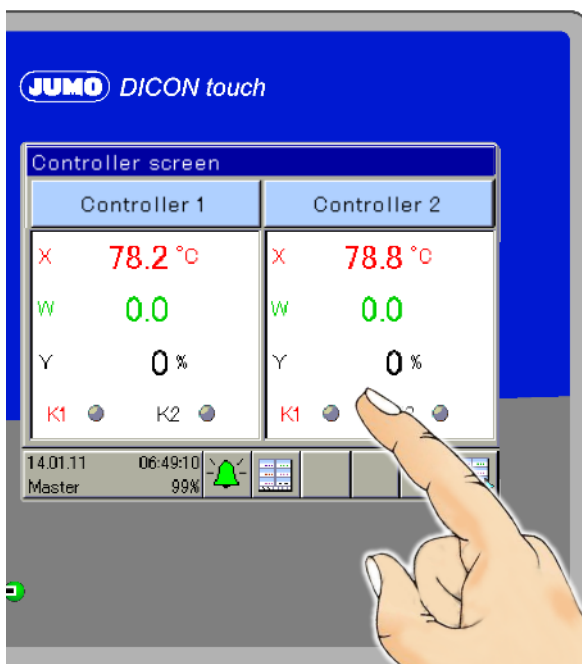 JUMO DICON touch
Controller screen
Controller 1 Controller 2
X 78.2 °C X 78.8 °C
W 0.0 W 0.0
Y 0 % Y 0 %
K1 K2 K1
14.01.11 06:49:10
Master 99%